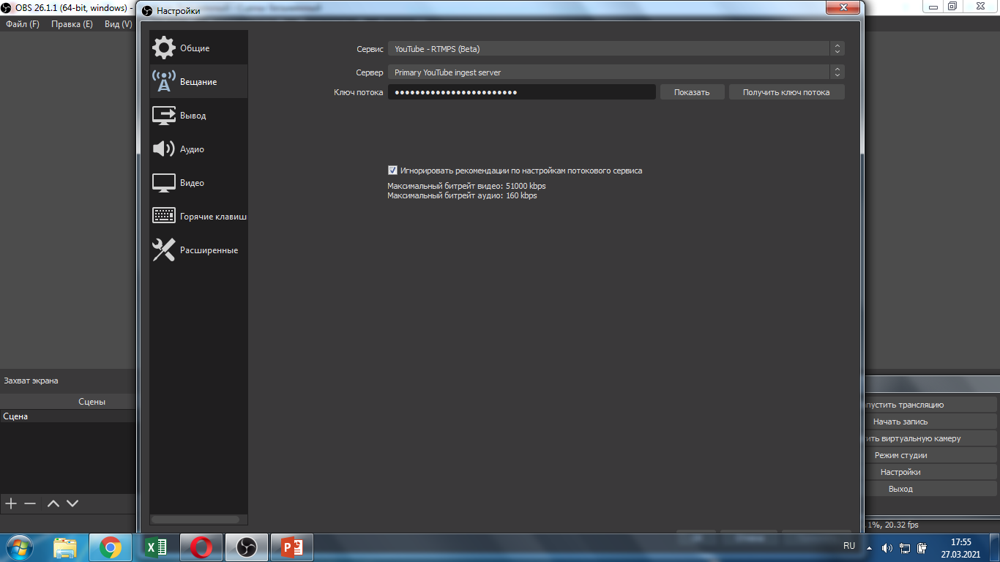 OBS 26.1.1 (64-bit, windows) -
Файл (F) Правка (E) Вид (V)
Настройки
Общие
Вещание
Вывод
Аудио
Видео
Горячие клавиш
Расширенные
Сервис YouTube - RTMPS (Beta)
Сервер Primary YouTube ingest server
Ключ потока ●●●●●●●●●●●●●●●●●●●●●●●● Показать Получить ключ потока
Игнорировать рекомендации по настройкам потокового сервиса
Максимальный битрейт видео: 51000 kbps
Максимальный битрейт аудио: 160 kbps
Захват экрана
Сцены
Сцена
пустить трансляцию
Начать запись
ить виртуальную камеру
Режим студии
Настройки
Выход
.1%, 20.32 fps
RU
17:55
27.03.2021